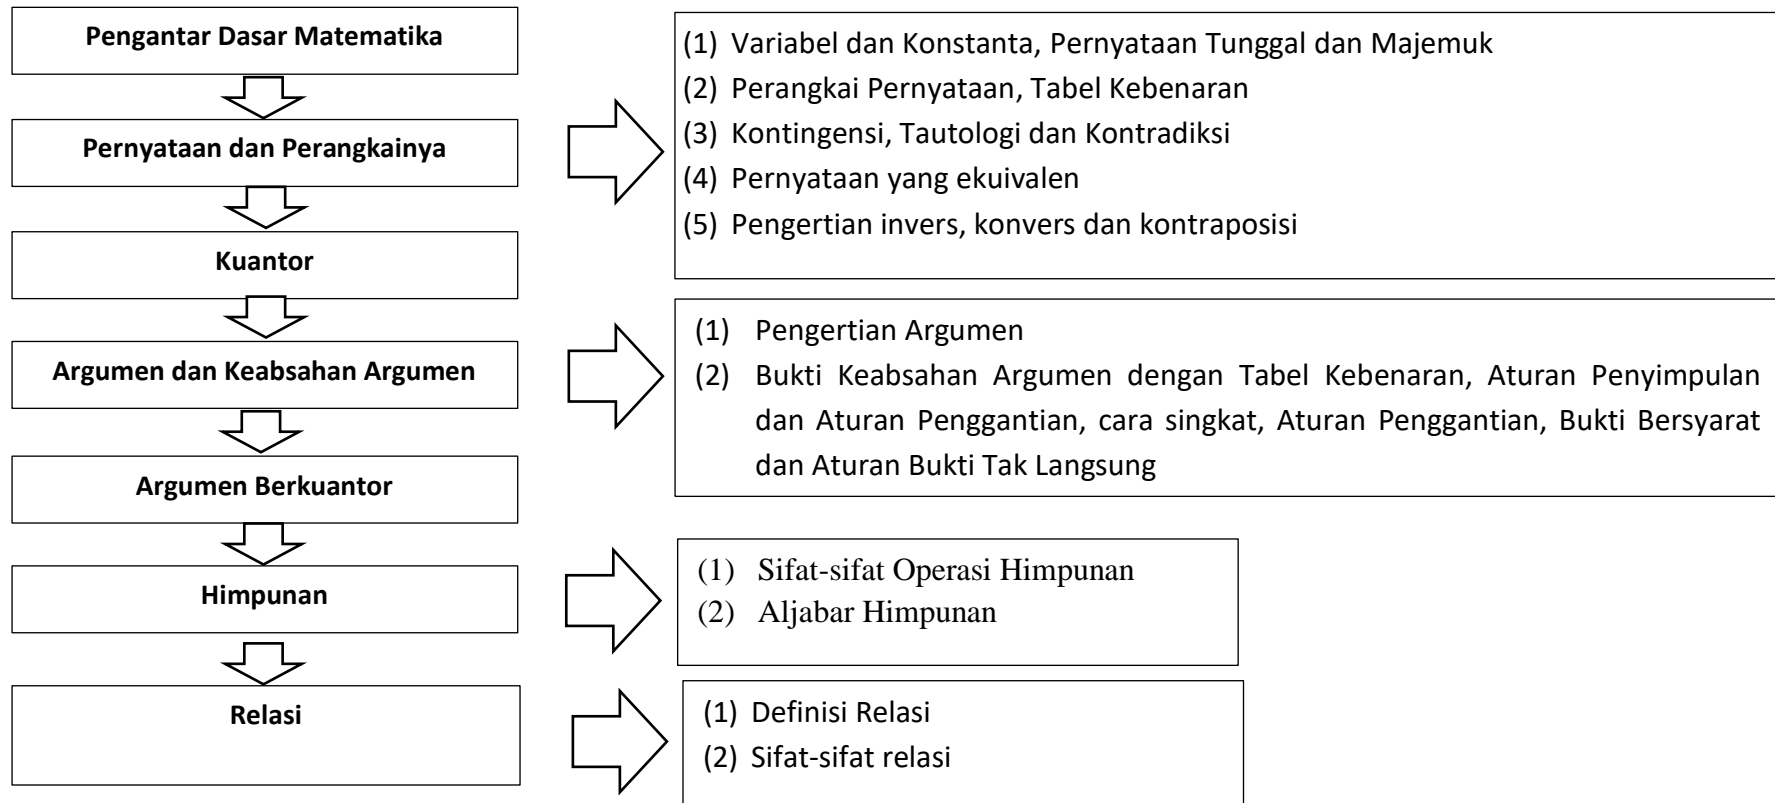 Pengantar Dasar Matematika
Pernyataan dan Perangkainya
(1) Variabel dan Konstanta, Pernyataan Tunggal dan Majemuk
(2) Perangkai Pernyataan, Tabel Kebenaran
(3) Kontingensi, Tautologi dan Kontradiksi
(4) Pernyataan yang ekuivalen
(5) Pengertian invers, konvers dan kontraposisi
Kuantor
Argumen dan Keabsahan Argumen
(1) Pengertian Argumen
(2) Bukti Keabsahan Argumen dengan Tabel Kebenaran, Aturan Penyimpulan
dan Aturan Penggantian, cara singkat, Aturan Penggantian, Bukti Bersyarat
dan Aturan Bukti Tak Langsung
Argumen Berkuantor
Himpunan
(1) Sifat-sifat Operasi Himpunan
(2) Aljabar Himpunan
Relasi
(1) Definisi Relasi
(2) Sifat-sifat relasi